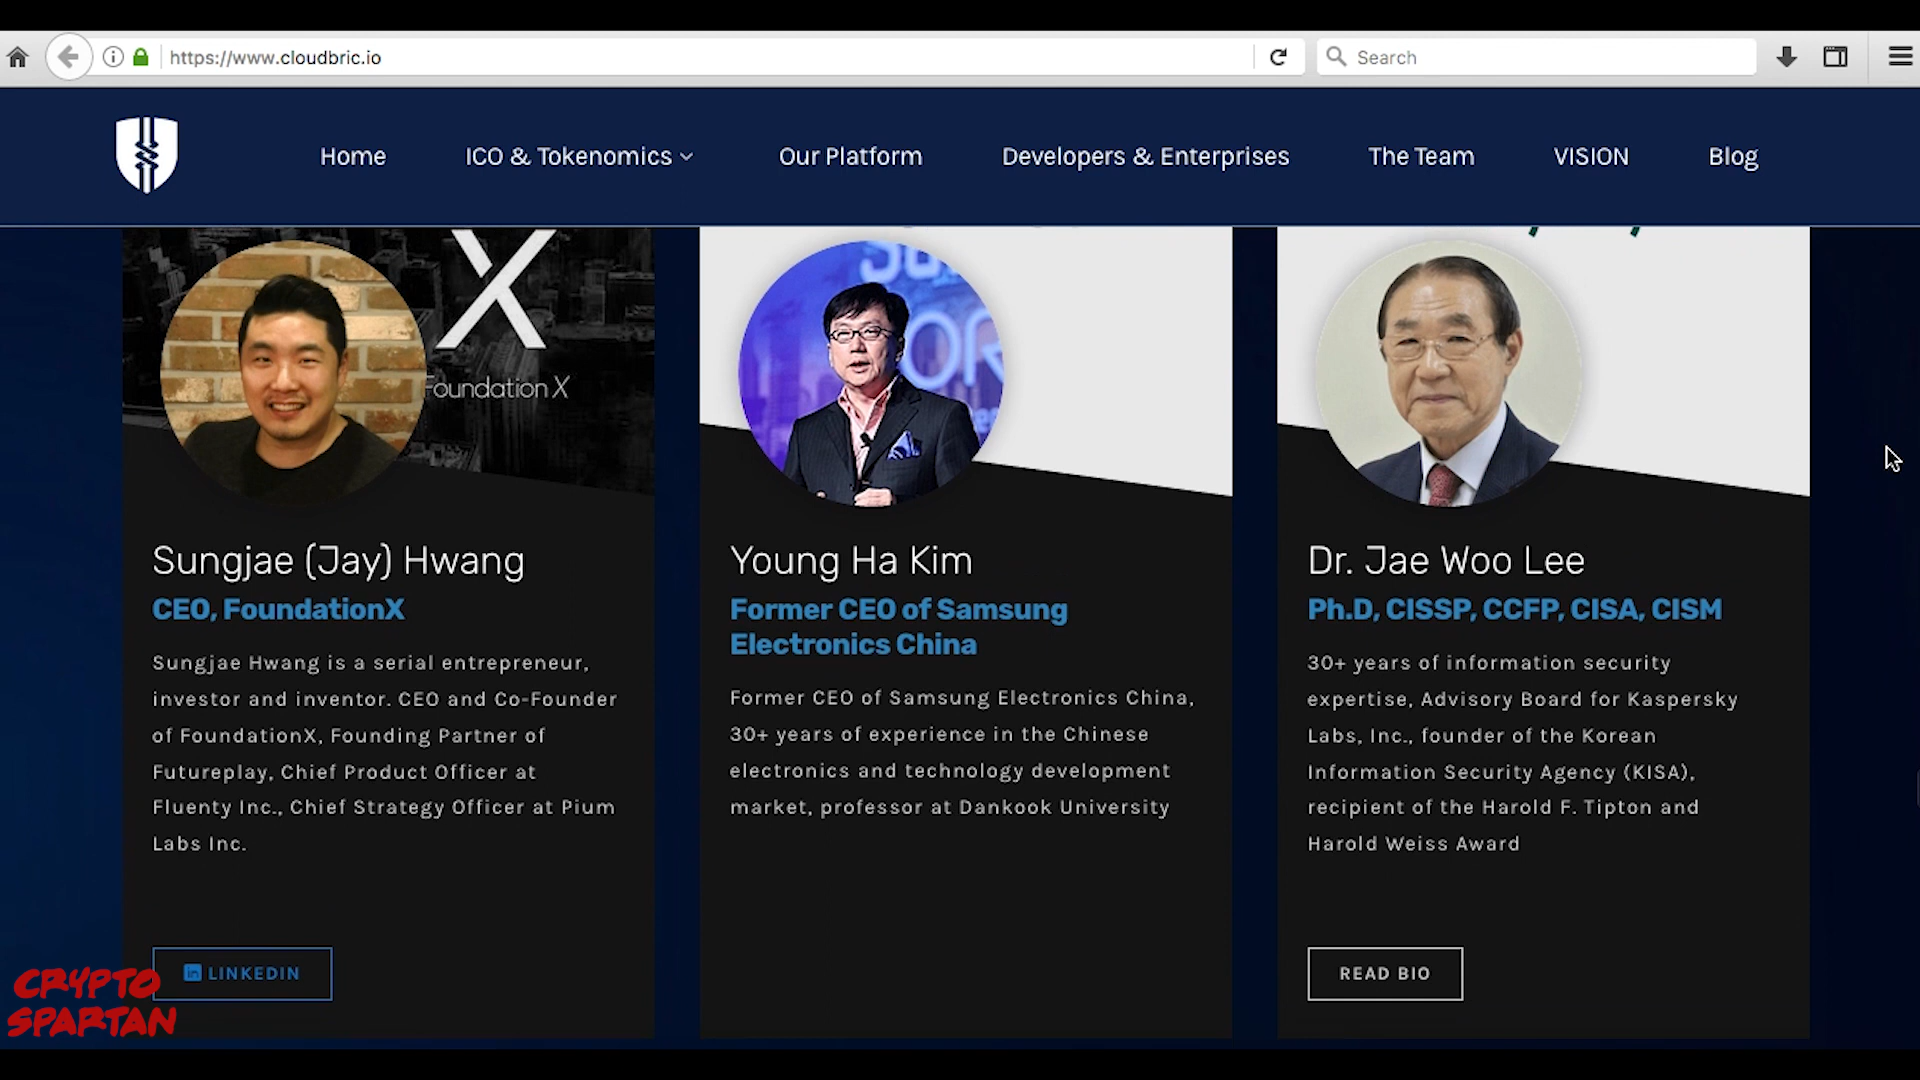 https://www.cloudbric.io
Search
Home
ICO & Tokenomics
Our Platform
Developers & Enterprises
The Team
VISION
Blog
X
Foundation X
Sungjae (Jay) Hwang
CEO, FoundationX
Sungjae Hwang is a serial entrepreneur,
investor and inventor. CEO and Co-Founder
of FoundationX, Founding Partner of
Futureplay, Chief Product Officer at
Fluenty Inc., Chief Strategy Officer at Pium
Labs Inc.
in LINKEDIN
Young Ha Kim
Former CEO of Samsung
Electronics China
Former CEO of Samsung Electronics China,
30+ years of experience in the Chinese
electronics and technology development
market, professor at Dankook University
Dr. Jae Woo Lee
Ph.D, CISSP, CCFP, CISA, CISM
30+ years of information security
expertise, Advisory Board for Kaspersky
Labs, Inc., founder of the Korean
Information Security Agency (KISA),
recipient of the Harold F. Tipton and
Harold Weiss Award
READ BIO
CRYPTO
SPARTAN